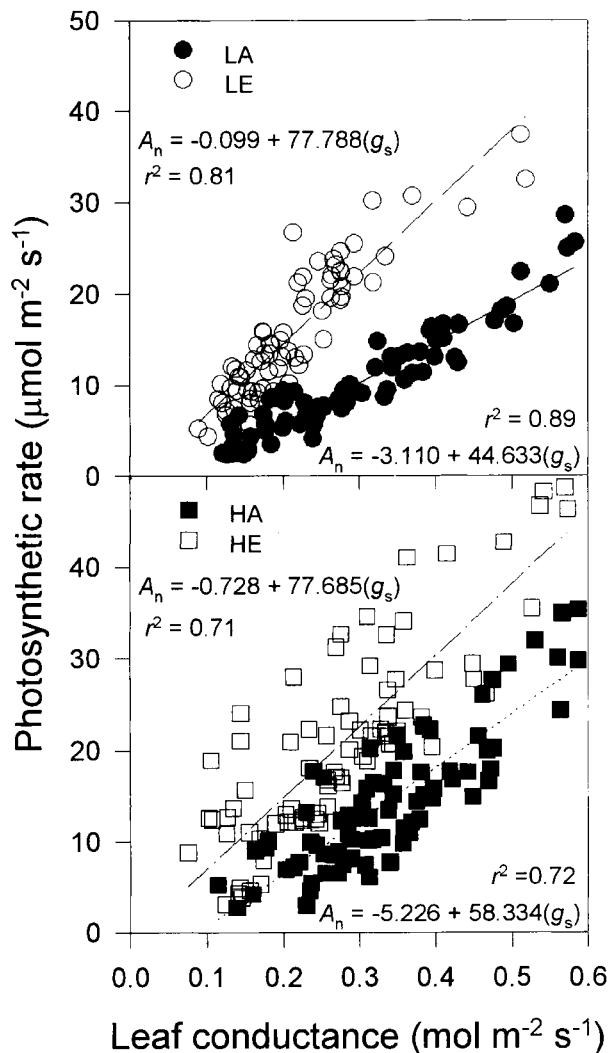 50
LA
LE
40
Aₙ = -0.099 + 77.788(gₛ)
r² = 0.81
30
20
10
r² = 0.89
Aₙ = -3.110 + 44.633(gₛ)
0
HA
HE
40
Aₙ = -0.728 + 77.685(gₛ)
r² = 0.71
30
20
10
r² = 0.72
Aₙ = -5.226 + 58.334(gₛ)
0
0.0 0.1 0.2 0.3 0.4 0.5 0.6
Leaf conductance (mol m⁻² s⁻¹)
Photosynthetic rate (μmol m⁻² s⁻¹)